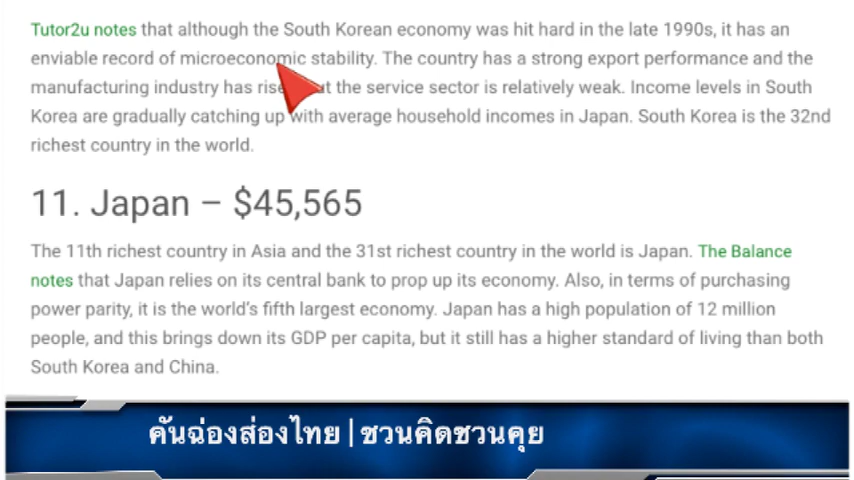 Tutor2u notes that although the South Korean economy was hit hard in the late 1990s, it has an
enviable record of microeconomic stability. The country has a strong export performance and the
manufacturing industry has the service sector is relatively weak. Income levels in South
Korea are gradually catching up with average household incomes in Japan. South Korea is the 32nd
richest country in the world.
11. Japan – $45,565
The 11th richest country in Asia and the 31st richest country in the world is Japan. The Balance
notes that Japan relies on its central bank to prop up its economy. Also, in terms of purchasing
power parity, it is the world's fifth largest economy. Japan has a high population of 12 million
people, and this brings down its GDP per capita, but it still has a higher standard of living than both
South Korea and China.
คันฉ่องส่องไทย | ชวนคิดชวนคุย